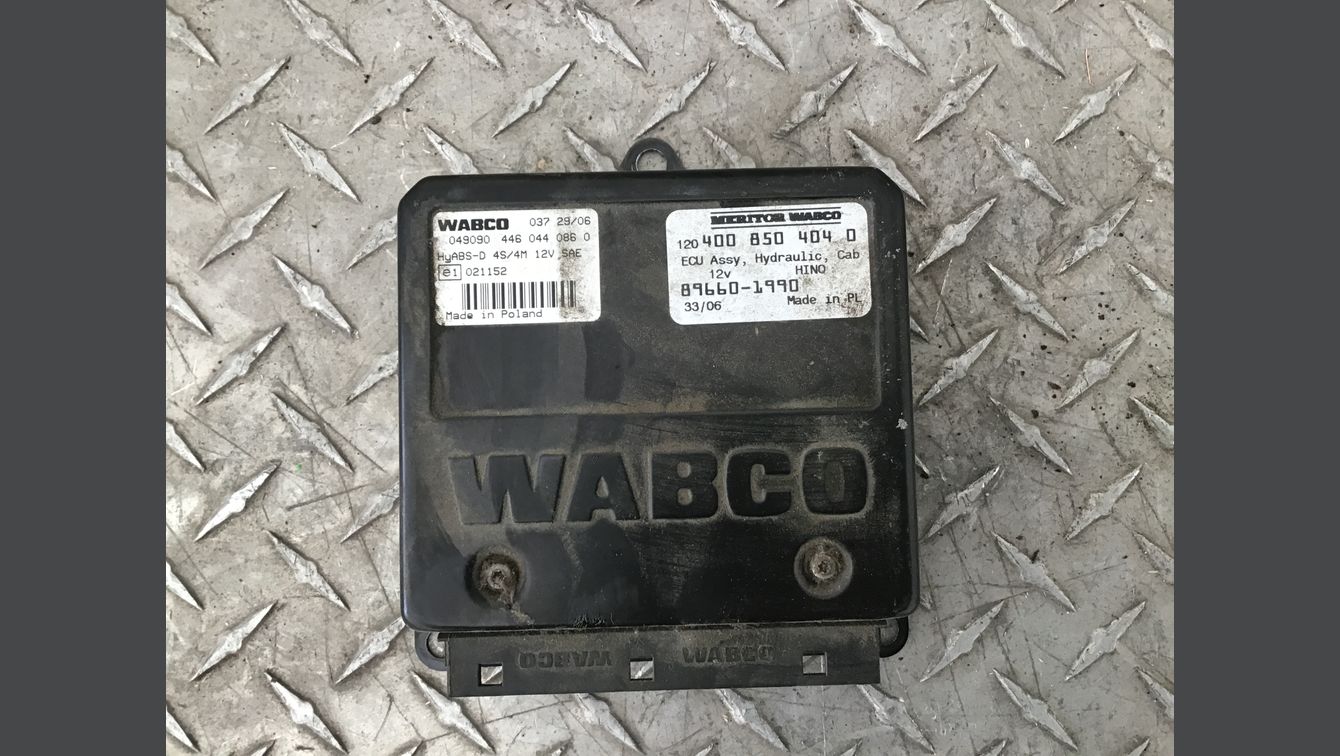 WABCO 037 29/06
049090 446 044 086 0
HyABS-D 4S/4M 12V SAE
e1 021152
Made in Poland
MERITOR WABCO
120 400 850 404 0
ECU Assy, Hydraulic, Cab
12v HINO
89660-1990
33/06 Made in PL
WABCO
WABCO WABCO